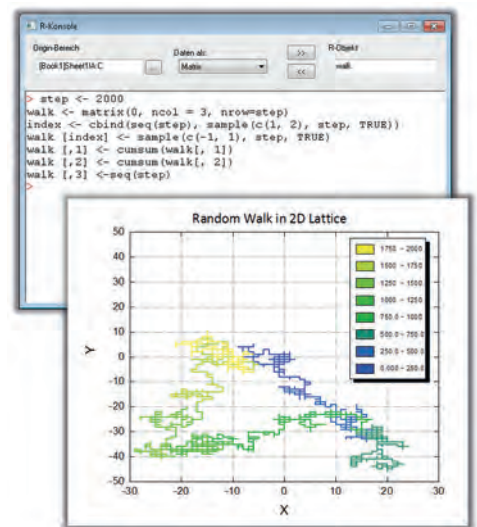 R-Konsole
Origin-Bereich
Daten als:
R-Objekt
[Book1]Sheet1!A:C
...
Matrix
>>
<<
walk
> step <- 2000
walk <- matrix(0, ncol = 3, nrow=step)
index <- cbind(seq(step), sample(c(1, 2), step, TRUE))
walk [index] <- sample(c(-1, 1), step, TRUE)
walk [,1] <- cumsum(walk[, 1])
walk [,2] <- cumsum(walk[, 2])
walk [,3] <-seq(step)
>
Random Walk in 2D Lattice
50
40
30
20
10
0
-10
-20
-30
-40
-50
Y
1750 - 2000
1500 - 1750
1250 - 1500
1000 - 1250
750.0 - 1000
500.0 - 750.0
250.0 - 500.0
0.000 - 250.0
-30 -20 -10 0 10 20 30
X